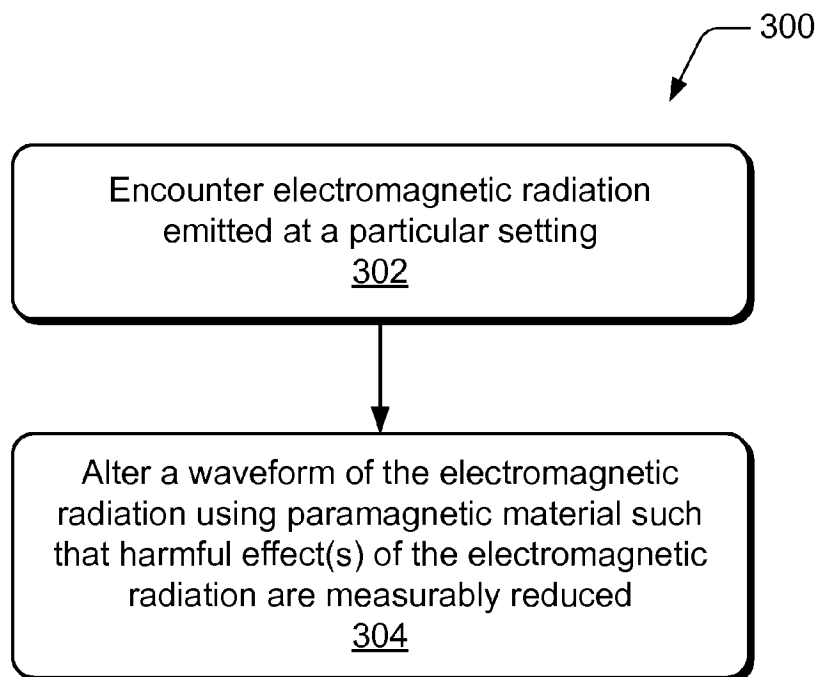 300
Encounter electromagnetic radiation
emitted at a particular setting
302
Alter a waveform of the electromagnetic
radiation using paramagnetic material such
that harmful effect(s) of the electromagnetic
radiation are measurably reduced
304